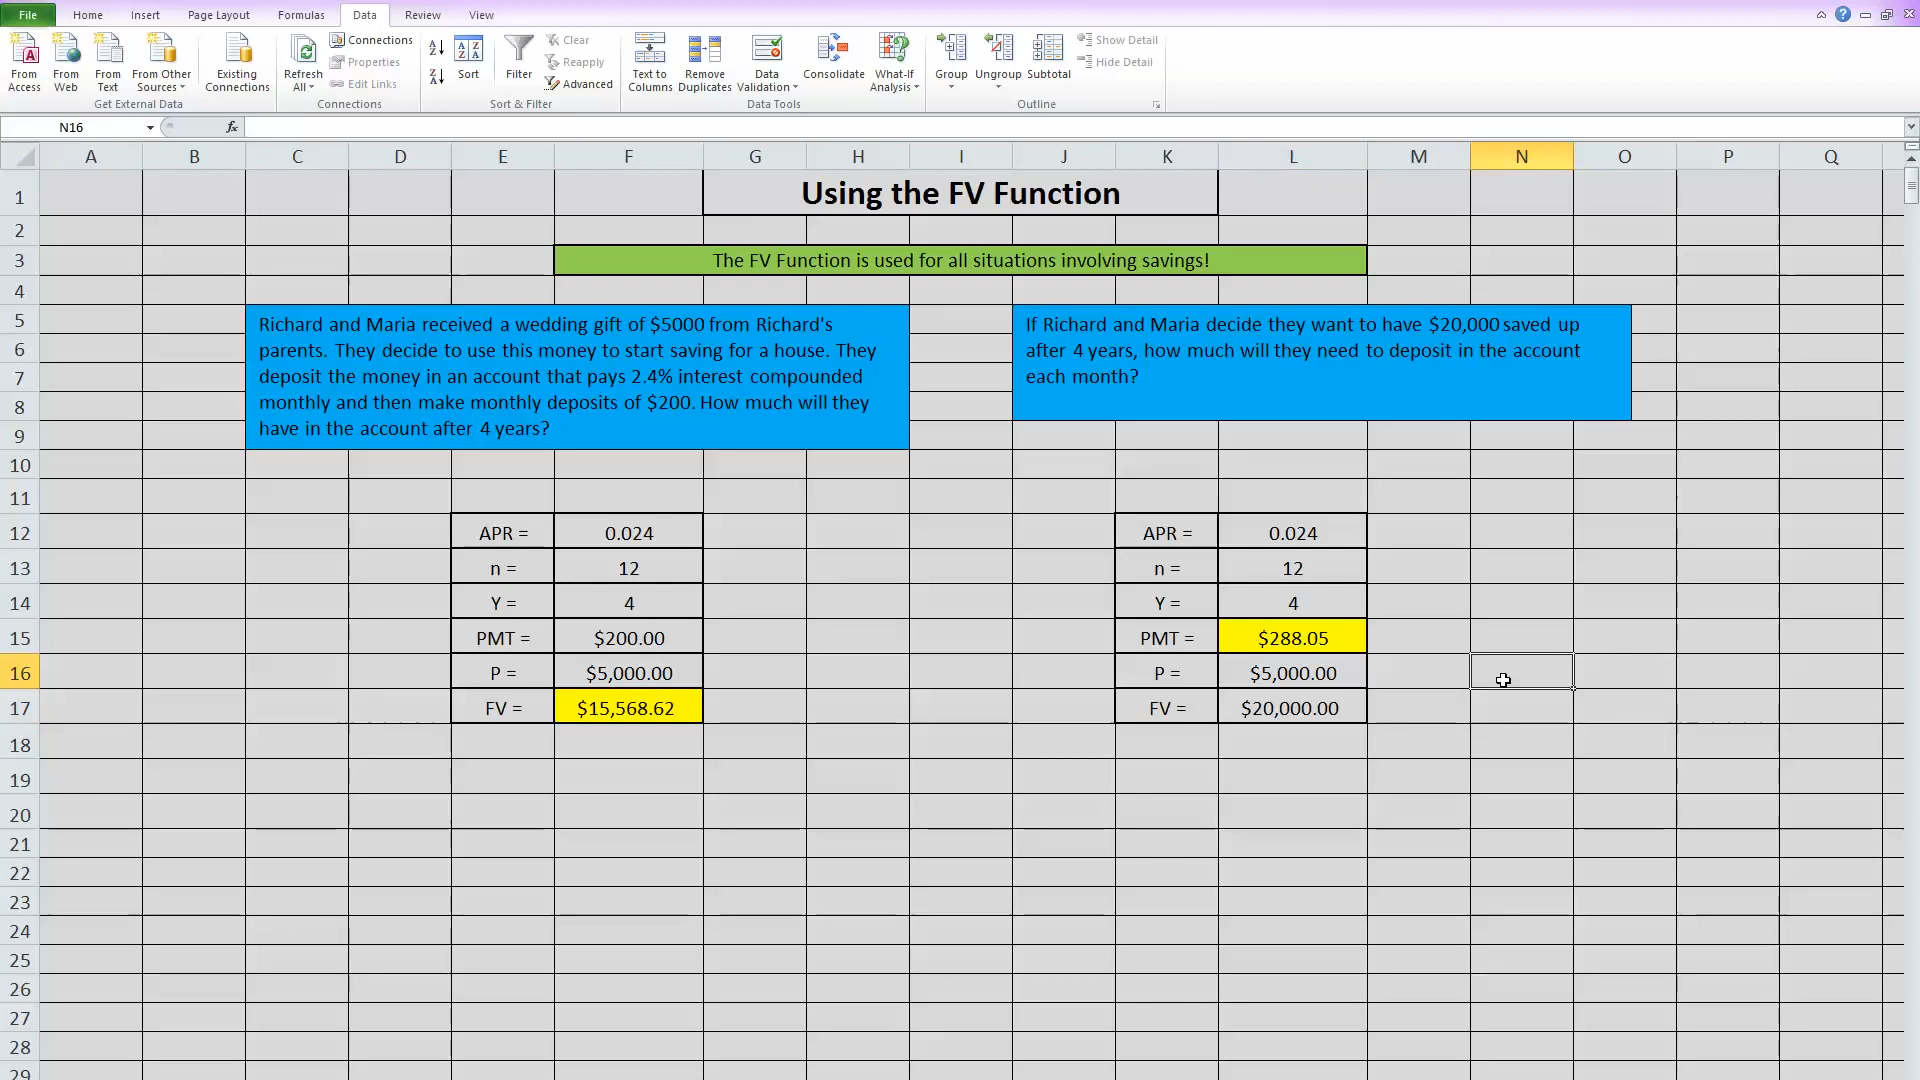 File Home Insert Page Layout Formulas Data Review View
From Access
From Web
From Text
From Other Sources
Existing Connections
Get External Data
Refresh All
Connections
Properties
Edit Links
Connections
Sort
Filter
Clear
Reapply
Advanced
Sort & Filter
Text to Columns
Remove Duplicates
Data Validation
Consolidate
What-If Analysis
Data Tools
Group
Ungroup
Subtotal
Show Detail
Hide Detail
Outline
N16 fx
A B C D E F G H I J K L M N O P Q
1 Using the FV Function
2
3 The FV Function is used for all situations involving savings!
4
5
6
7
8
9
Richard and Maria received a wedding gift of $5000 from Richard's
parents. They decide to use this money to start saving for a house. They
deposit the money in an account that pays 2.4% interest compounded
monthly and then make monthly deposits of $200. How much will they
have in the account after 4 years?
If Richard and Maria decide they want to have $20,000 saved up
after 4 years, how much will they need to deposit in the account
each month?
10
11
12 APR = 0.024 APR = 0.024
13 n = 12 n = 12
14 Y = 4 Y = 4
15 PMT = $200.00 PMT = $288.05
16 P = $5,000.00 P = $5,000.00
17 FV = $15,568.62 FV = $20,000.00
18
19
20
21
22
23
24
25
26
27
28
29